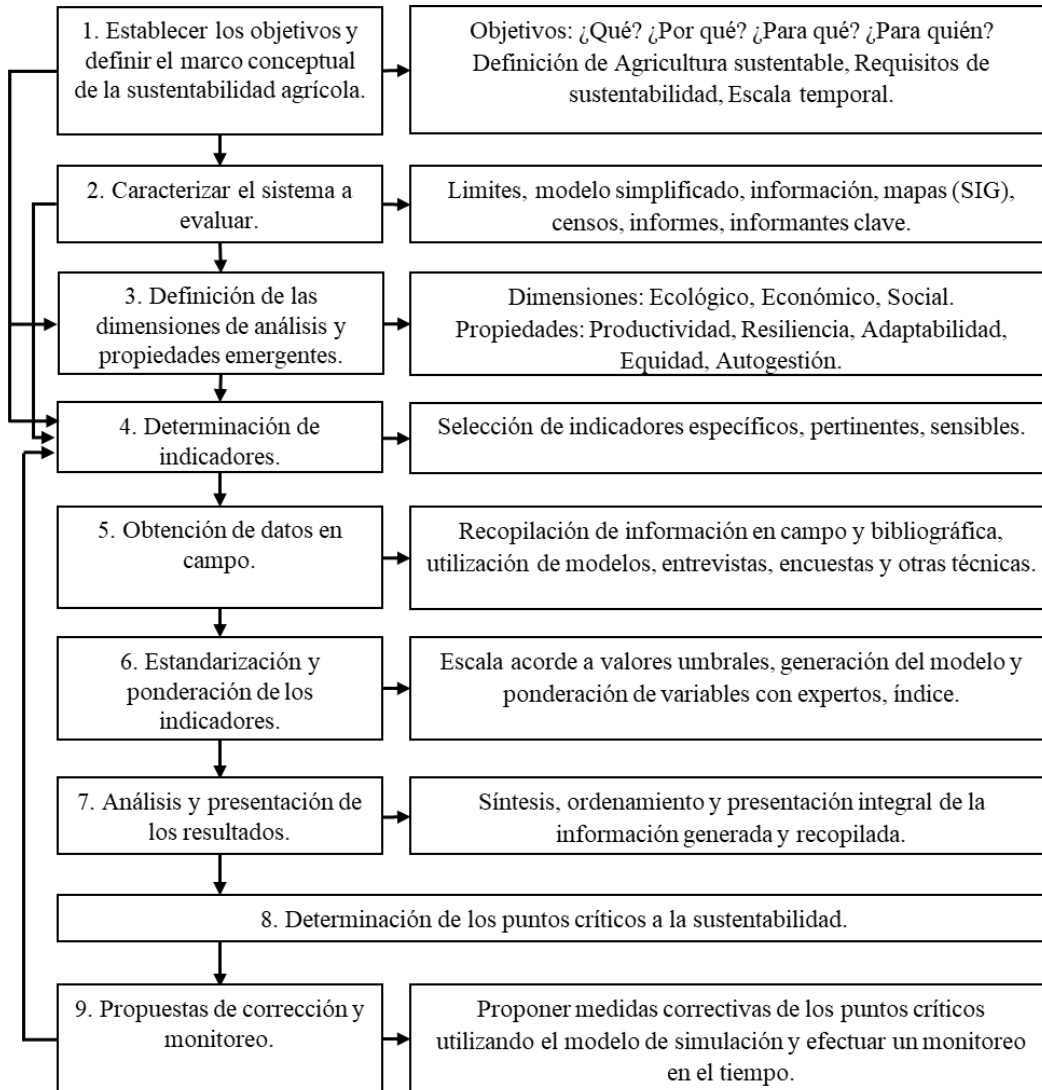 1. Establecer los objetivos y
definir el marco conceptual
de la sustentabilidad agrícola.
Objetivos: ¿Qué? ¿Por qué? ¿Para qué? ¿Para quién?
Definición de Agricultura sustentable, Requisitos de
sustentabilidad, Escala temporal.
2. Caracterizar el sistema a
evaluar.
Limites, modelo simplificado, información, mapas (SIG),
censos, informes, informantes clave.
3. Definición de las
dimensiones de análisis y
propiedades emergentes.
Dimensiones: Ecológico, Económico, Social.
Propiedades: Productividad, Resiliencia, Adaptabilidad,
Equidad, Autogestión.
4. Determinación de
indicadores.
Selección de indicadores específicos, pertinentes, sensibles.
5. Obtención de datos en
campo.
Recopilación de información en campo y bibliográfica,
utilización de modelos, entrevistas, encuestas y otras técnicas.
6. Estandarización y
ponderación de los
indicadores.
Escala acorde a valores umbrales, generación del modelo y
ponderación de variables con expertos, índice.
7. Análisis y presentación de
los resultados.
Síntesis, ordenamiento y presentación integral de la
información generada y recopilada.
8. Determinación de los puntos críticos a la sustentabilidad.
9. Propuestas de corrección y
monitoreo.
Proponer medidas correctivas de los puntos críticos
utilizando el modelo de simulación y efectuar un monitoreo
en el tiempo.